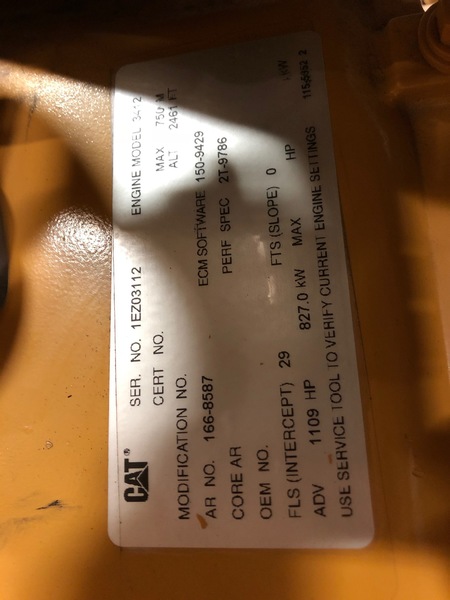 CAT®
SER. NO. 1EZ03112 ENGINE MODEL
CERT NO. MAX 750 M
ALT 2461 FT
MODIFICATION NO.
AR NO. 166-8587 ECM SOFTWARE 150-9429
CORE AR PERF SPEC 2T-9786
OEM NO.
FLS (INTERCEPT) 29 FTS (SLOPE) 0
ADV 1109 HP 827.0 kW MAX HP kW
USE SERVICE TOOL TO VERIFY CURRENT ENGINE SETTINGS